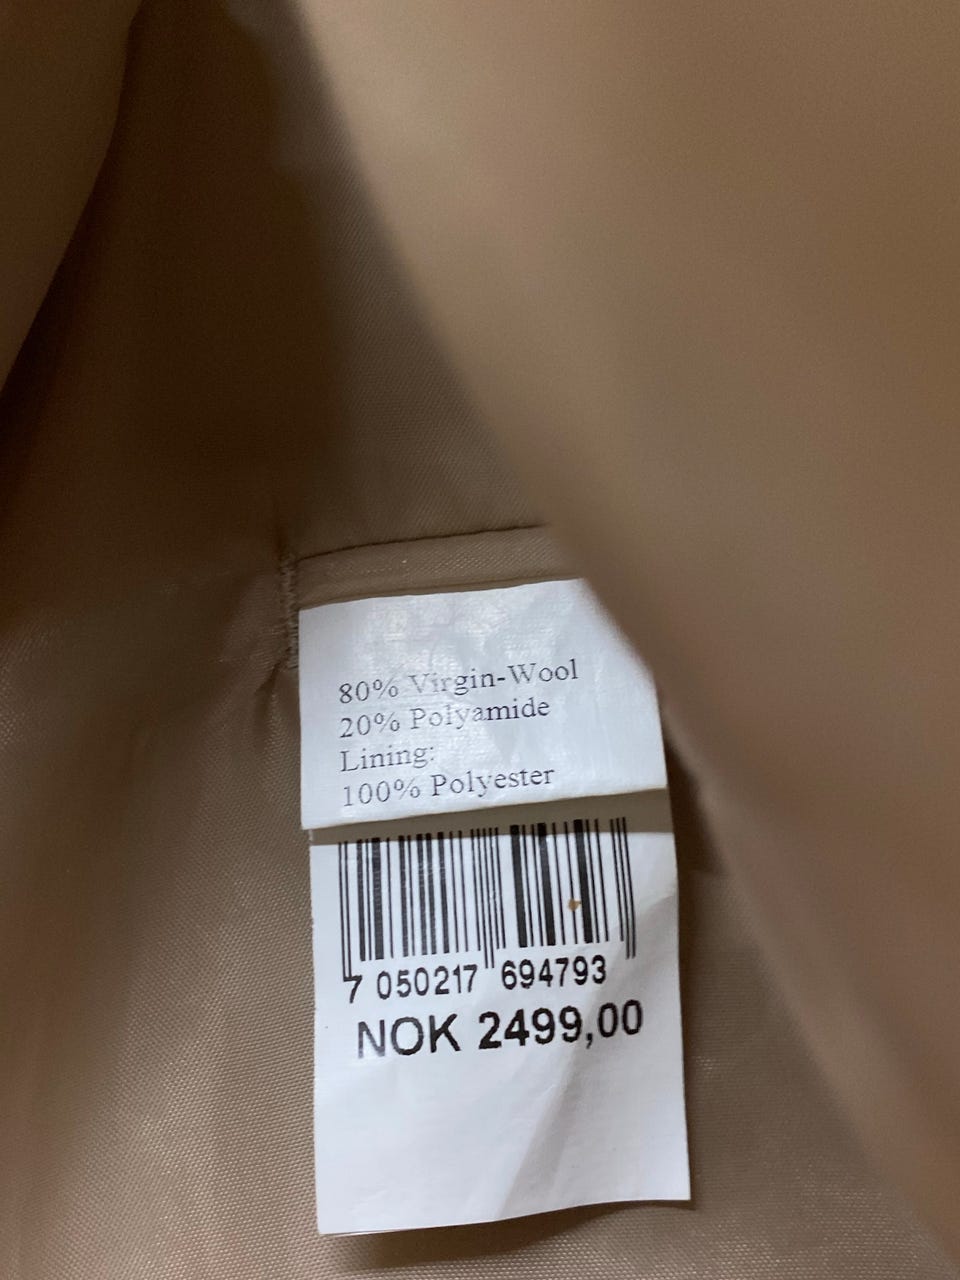 80% Virgin-Wool
20% Polyamide
Lining:
100% Polyester
7 050217 694793
NOK 2499,00